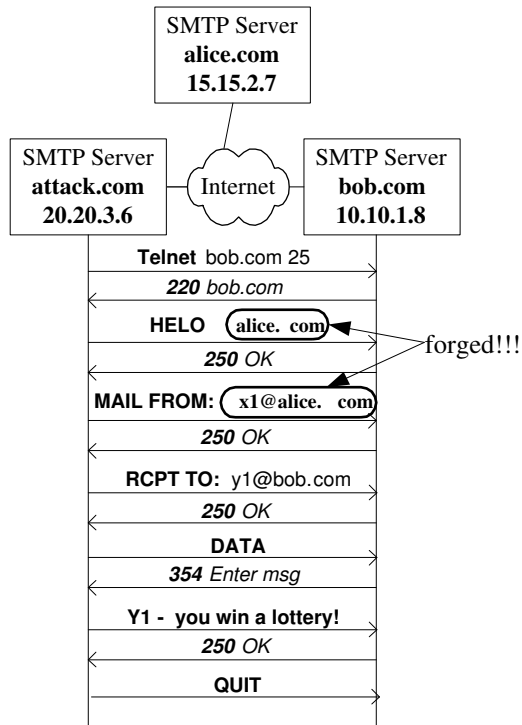 SMTP Server
alice.com
15.15.2.7
SMTP Server
attack.com
20.20.3.6
Internet
SMTP Server
bob.com
10.10.1.8
Telnet bob.com 25
220 bob.com
HELO alice. com
forged!!!
250 OK
MAIL FROM: x1@alice. com
250 OK
RCPT TO: y1@bob.com
250 OK
DATA
354 Enter msg
Y1 - you win a lottery!
250 OK
QUIT